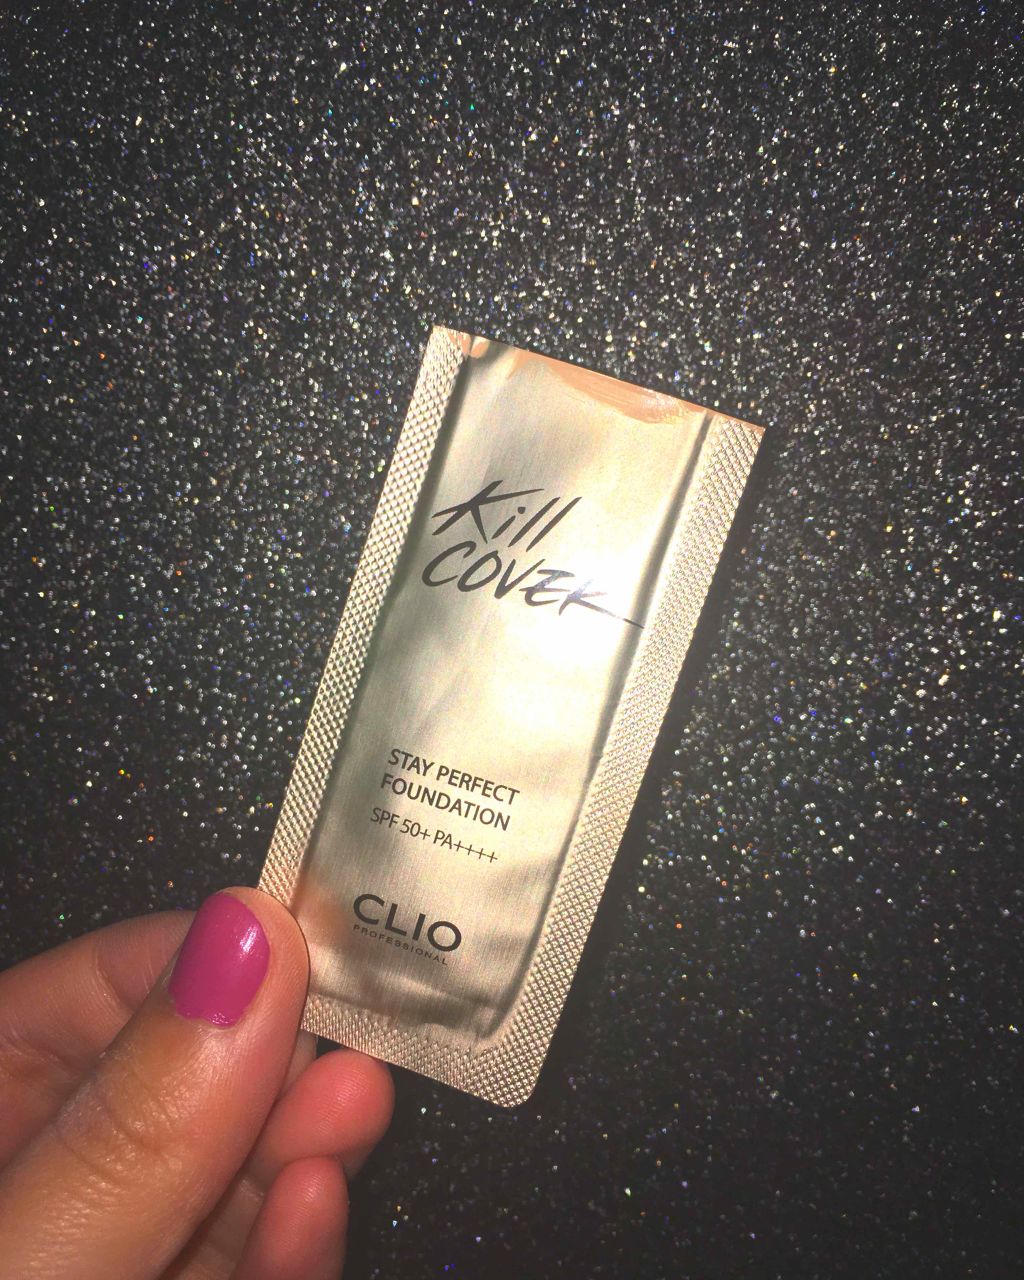 Kill
COVER
STAY PERFECT
FOUNDATION
SPF 50+ PA++++
CLIO
PROFESSIONAL